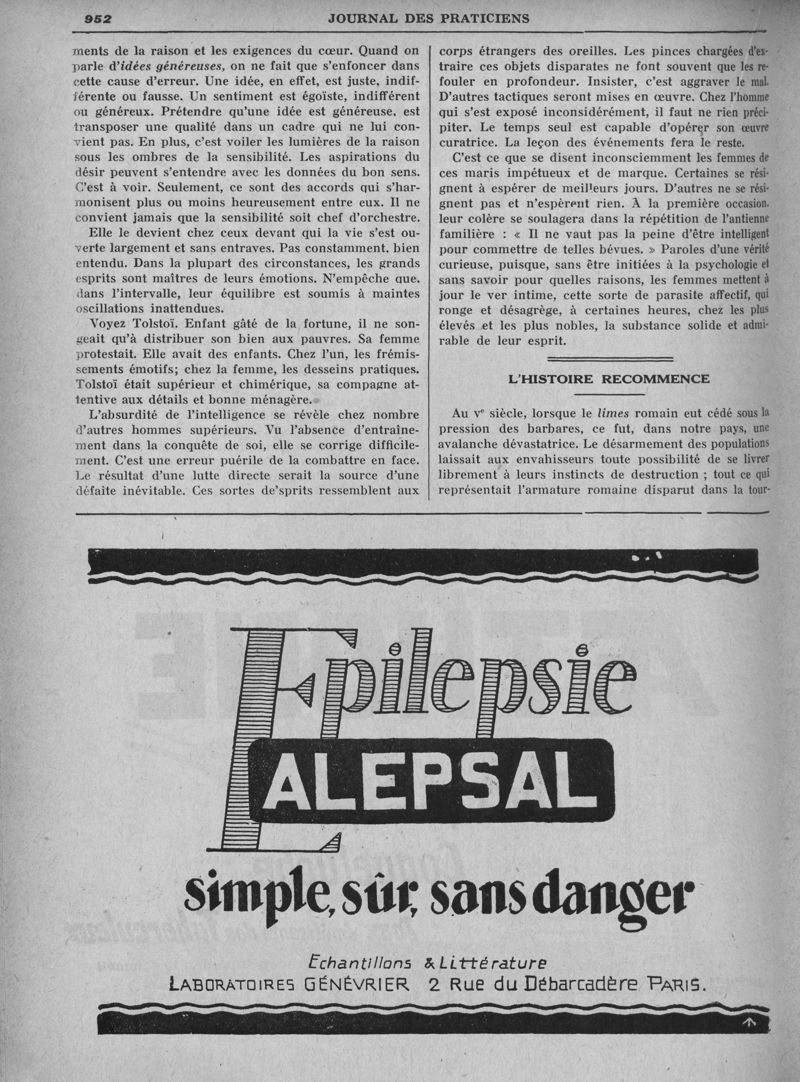 952
JOURNAL DES PRATICIENS
ments de la raison et les exigences du cœur. Quand on
parle d'idées généreuses, on ne fait que s'enfoncer dans
cette cause d'erreur. Une idée, en effet, est juste, indif-
férente ou fausse. Un sentiment est égoïste, indifférent
ou généreux. Prétendre qu'une idée est généreuse, est
transposer une qualité dans un cadre qui ne lui con-
vient pas. En plus, c'est voiler les lumières de la raison
sous les ombres de la sensibilité. Les aspirations du
désir peuvent s'entendre avec les données du bon sens.
C'est à voir. Seulement, ce sont des accords qui s'har-
monisent plus ou moins heureusement entre eux. Il ne
convient jamais que la sensibilité soit chef d'orchestre.
Elle le devient chez ceux devant qui la vie s'est ou-
verte largement et sans entraves. Pas constamment, bien
entendu. Dans la plupart des circonstances, les grands
esprits sont maîtres de leurs émotions. N'empêche que,
dans l'intervalle, leur équilibre est soumis à maintes
oscillations inattendues.
Voyez Tolstoï. Enfant gâté de la fortune, il ne son-
geait qu'à distribuer son bien aux pauvres. Sa femme
protestait. Elle avait des enfants. Chez l'un, les frémis-
sements émotifs; chez la femme, les desseins pratiques.
Tolstoï était supérieur et chimérique, sa compagne at-
tentive aux détails et bonne ménagère.
L'absurdité de l'intelligence se révèle chez nombre
d'autres hommes supérieurs. Vu l'absence d'entraîne-
ment dans la conquête de soi, elle se corrige difficile-
ment. C'est une erreur puérile de la combattre en face.
Le résultat d'une lutte directe serait la source d'une
défaite inévitable. Ces sortes de'sprits ressemblent aux
corps étrangers des oreilles. Les pinces chargées d'ex-
traire ces objets disparates ne font souvent que les re-
fouler en profondeur. Insister, c'est aggraver le mal.
D'autres tactiques seront mises en œuvre. Chez l'homme
qui s'est exposé inconsidérément, il faut ne rien préci-
piter. Le temps seul est capable d'opérer son œuvre
curatrice. La leçon des événements fera le reste.
C'est ce que se disent inconsciemment les femmes de
ces maris impétueux et de marque. Certaines se rési-
gnent à espérer de meilleurs jours. D'autres ne se rési-
gnent pas et n'espèrent rien. A la première occasion,
leur colère se soulagera dans la répétition de l'antienne
familière : « Il ne vaut pas la peine d'être intelligent
pour commettre de telles bévues. » Paroles d'une vérité
curieuse, puisque, sans être initiées à la psychologie et
sans savoir pour quelles raisons, les femmes mettent à
jour le ver intime, cette sorte de parasite affectif, qui
ronge et désagrège, à certaines heures, chez les plus
élevés et les plus nobles, la substance solide et admi-
rable de leur esprit.
L'HISTOIRE RECOMMENCE
Au vᵉ siècle, lorsque le limes romain eut cédé sous la
pression des barbares, ce fut, dans notre pays, une
avalanche dévastatrice. Le désarmement des populations
laissait aux envahisseurs toute possibilité de se livrer
librement à leurs instincts de destruction ; tout ce qui
représentait l'armature romaine disparut dans la tour-
Epilepsie
ALEPSAL
simple, sûr, sans danger
Echantillons & Littérature
LABORATOIRES GÉNÉVRIER 2 Rue du Débarcadère PARIS.